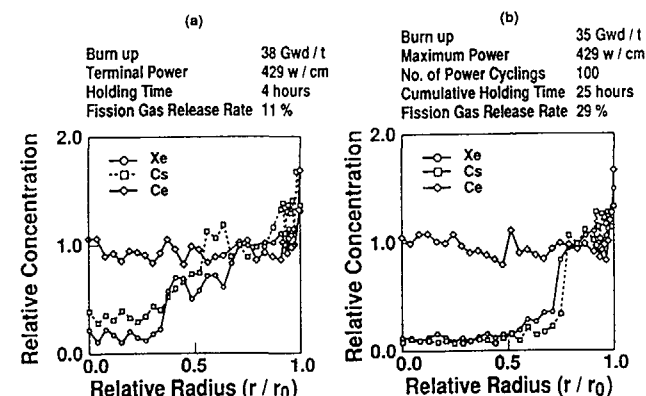 (a)
Burn up 38 Gwd / t
Terminal Power 429 w / cm
Holding Time 4 hours
Fission Gas Release Rate 11 %
2.0
Xe
Cs
Ce
1.0
0.0
Relative Concentration
0.0 0.5 1.0
Relative Radius (r / r0)
(b)
Burn up 35 Gwd / t
Maximum Power 429 w / cm
No. of Power Cyclings 100
Cumulative Holding Time 25 hours
Fission Gas Release Rate 29 %
2.0
Xe
Cs
Ce
1.0
0.0
Relative Concentration
0.0 0.5 1.0
Relative Radius (r / r0)